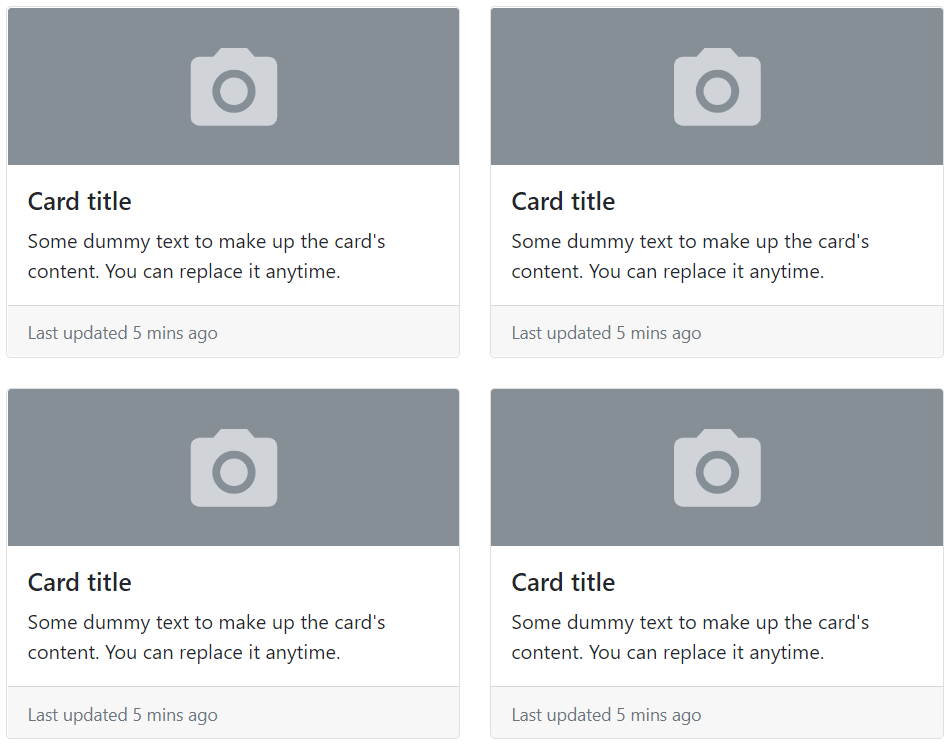 Card title
Some dummy text to make up the card's
content. You can replace it anytime.
Last updated 5 mins ago
Card title
Some dummy text to make up the card's
content. You can replace it anytime.
Last updated 5 mins ago
Card title
Some dummy text to make up the card's
content. You can replace it anytime.
Last updated 5 mins ago
Card title
Some dummy text to make up the card's
content. You can replace it anytime.
Last updated 5 mins ago